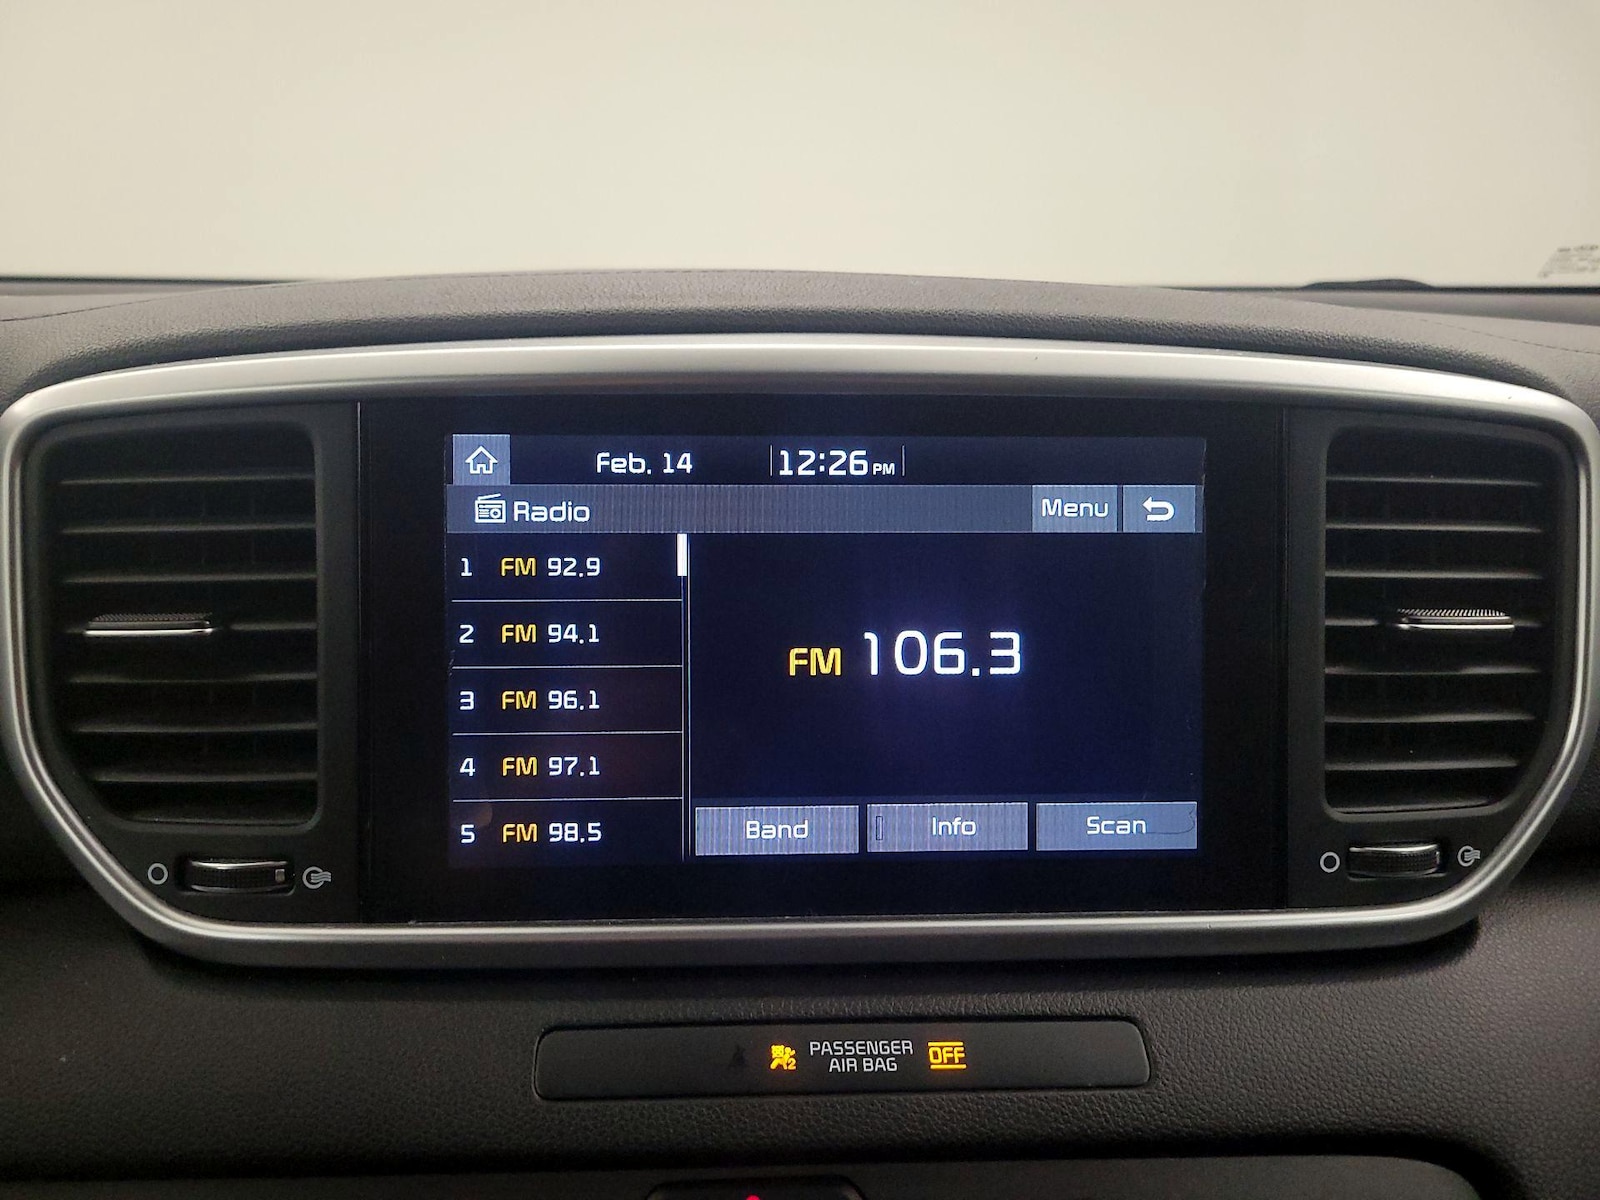 Feb. 14 12:26 PM
Radio Menu
1 FM 92.9
2 FM 94.1
3 FM 96.1
4 FM 97.1
5 FM 98.5
FM 106.3
Band Info Scan
PASSENGER
AIR BAG
OFF
2